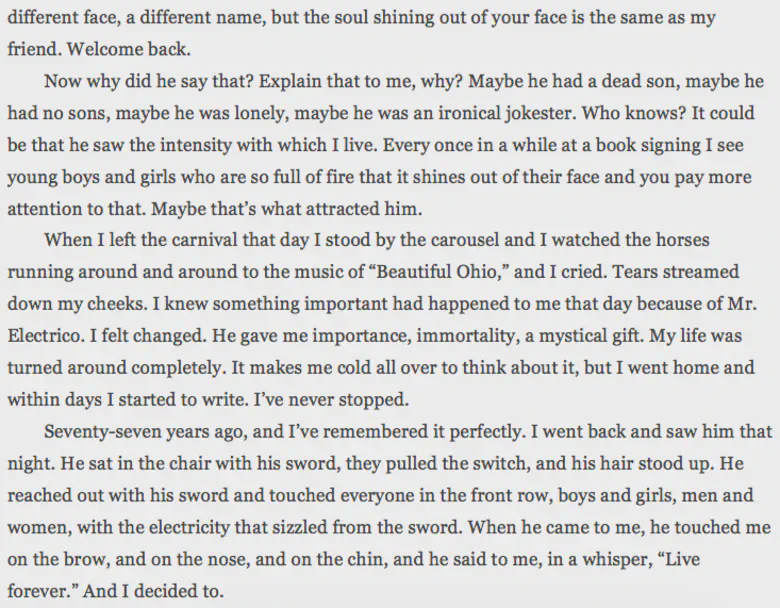 different face, a different name, but the soul shining out of your face is the same as my
friend. Welcome back.
Now why did he say that? Explain that to me, why? Maybe he had a dead son, maybe he
had no sons, maybe he was lonely, maybe he was an ironical jokester. Who knows? It could
be that he saw the intensity with which I live. Every once in a while at a book signing I see
young boys and girls who are so full of fire that it shines out of their face and you pay more
attention to that. Maybe that’s what attracted him.
When I left the carnival that day I stood by the carousel and I watched the horses
running around and around to the music of “Beautiful Ohio,” and I cried. Tears streamed
down my cheeks. I knew something important had happened to me that day because of Mr.
Electrico. I felt changed. He gave me importance, immortality, a mystical gift. My life was
turned around completely. It makes me cold all over to think about it, but I went home and
within days I started to write. I’ve never stopped.
Seventy-seven years ago, and I’ve remembered it perfectly. I went back and saw him that
night. He sat in the chair with his sword, they pulled the switch, and his hair stood up. He
reached out with his sword and touched everyone in the front row, boys and girls, men and
women, with the electricity that sizzled from the sword. When he came to me, he touched me
on the brow, and on the nose, and on the chin, and he said to me, in a whisper, “Live
forever.” And I decided to.